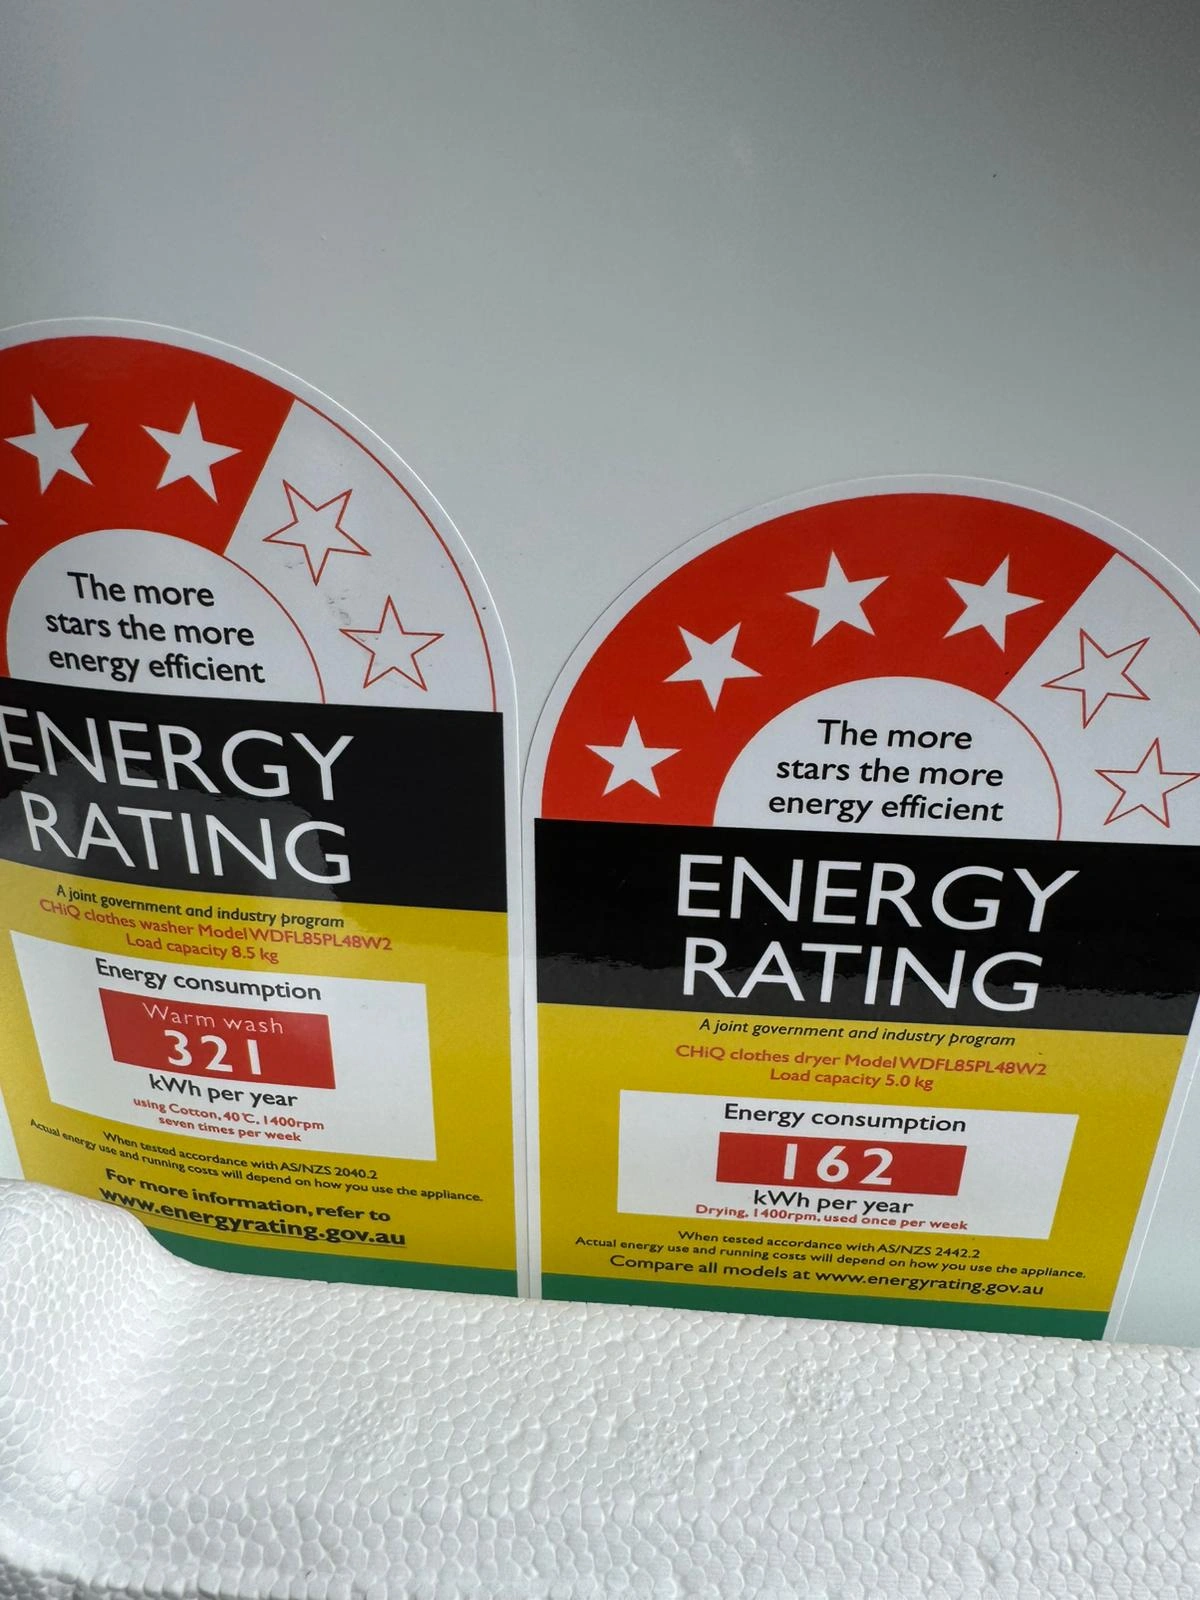 The more
stars the more
energy efficient
ENERGY
RATING
A joint government and industry program
CHiQ clothes washer Model WDFL85PL48W2
Load capacity 8.5 kg
Energy consumption
Warm wash
321
kWh per year
using Cotton, 40℃, 1400rpm
seven times per week
When tested accordance with AS/NZS 2040.2
Actual energy use and running costs will depend on how you use the appliance.
For more information, refer to
www.energyrating.gov.au
The more
stars the more
energy efficient
ENERGY
RATING
A joint government and industry program
CHiQ clothes dryer Model WDFL85PL48W2
Load capacity 5.0 kg
Energy consumption
162
kWh per year
Drying, 1400rpm, used once per week
When tested accordance with AS/NZS 2442.2
Actual energy use and running costs will depend on how you use the appliance.
Compare all models at www.energyrating.gov.au